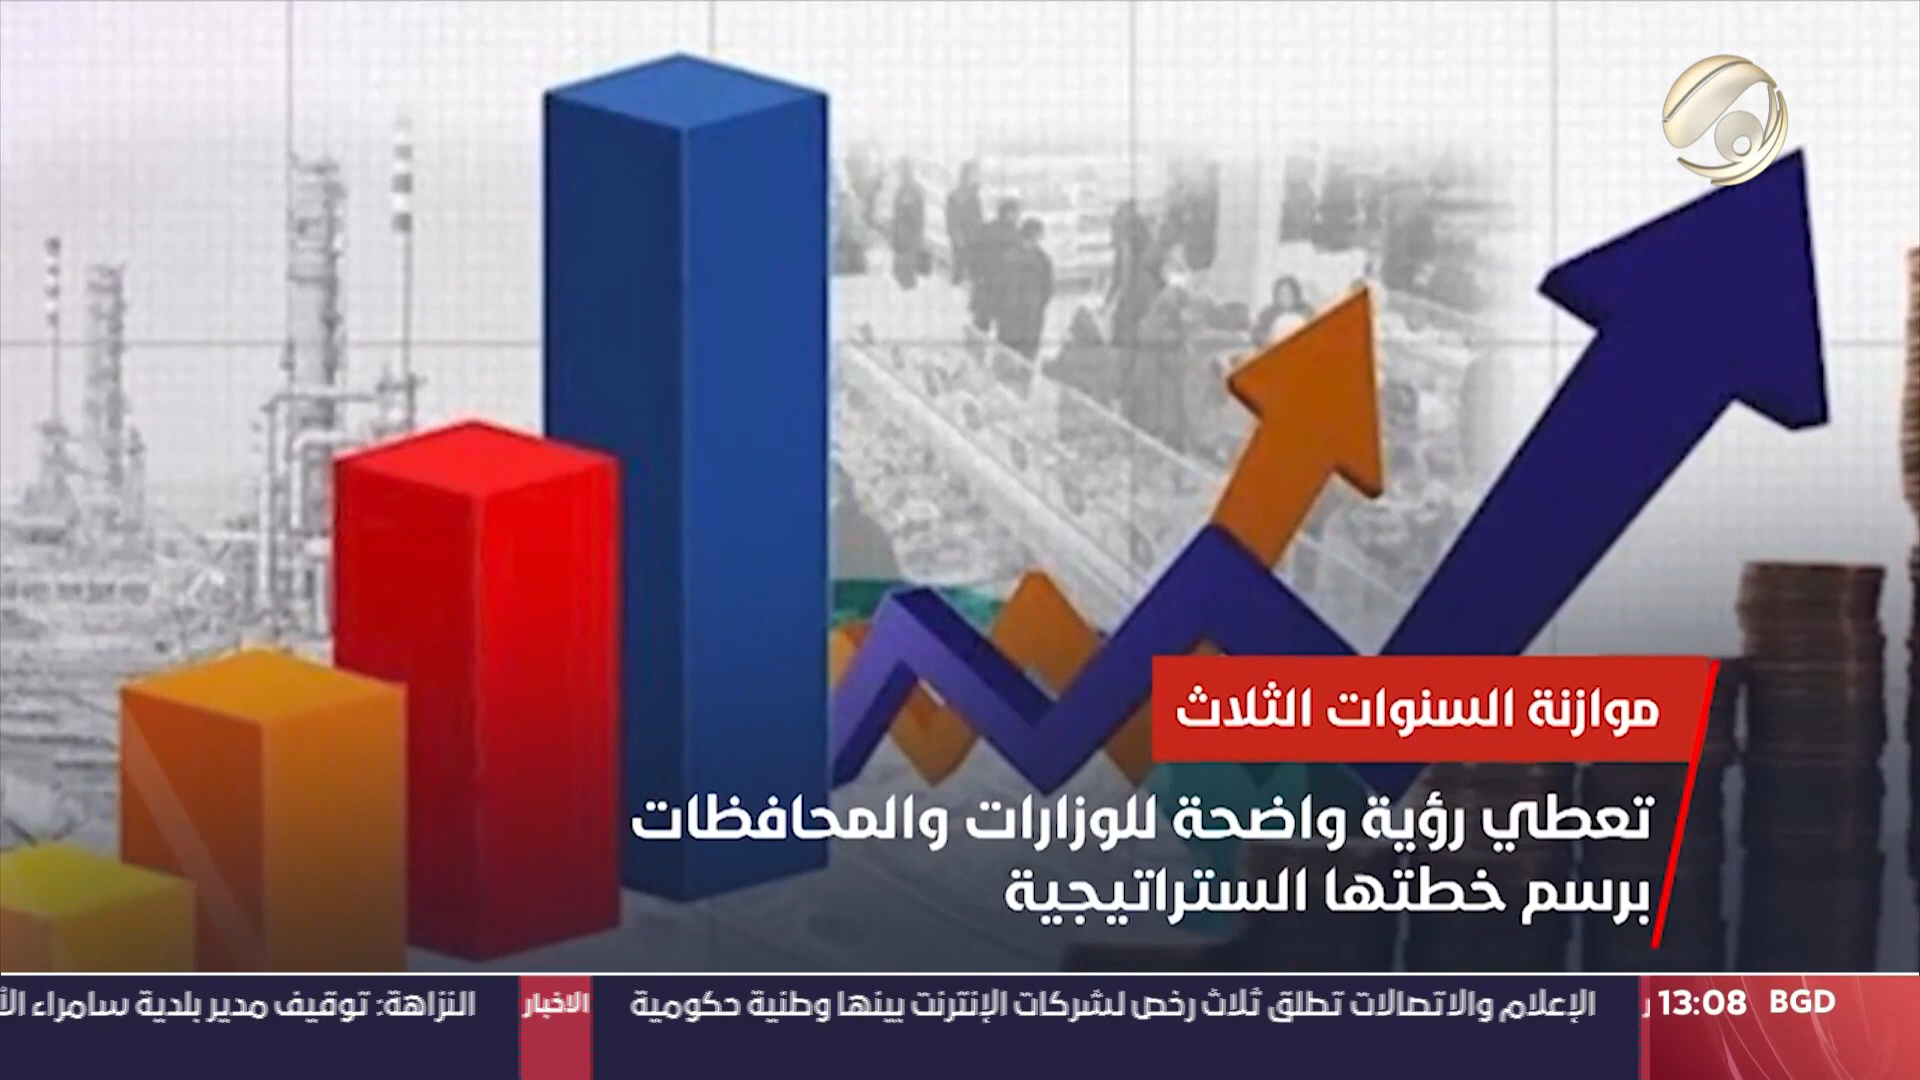 موازنة السنوات الثلاث
تعطي رؤية واضحة للوزارات والمحافظات
برسم خطتها الستراتيجية
13:08 BGD
الإعلام والاتصالات تطلق ثلاث رخص لشركات الإنترنت بينها وطنية حكومية
الاخبار
النزاهة: توقيف مدير بلدية سامراء